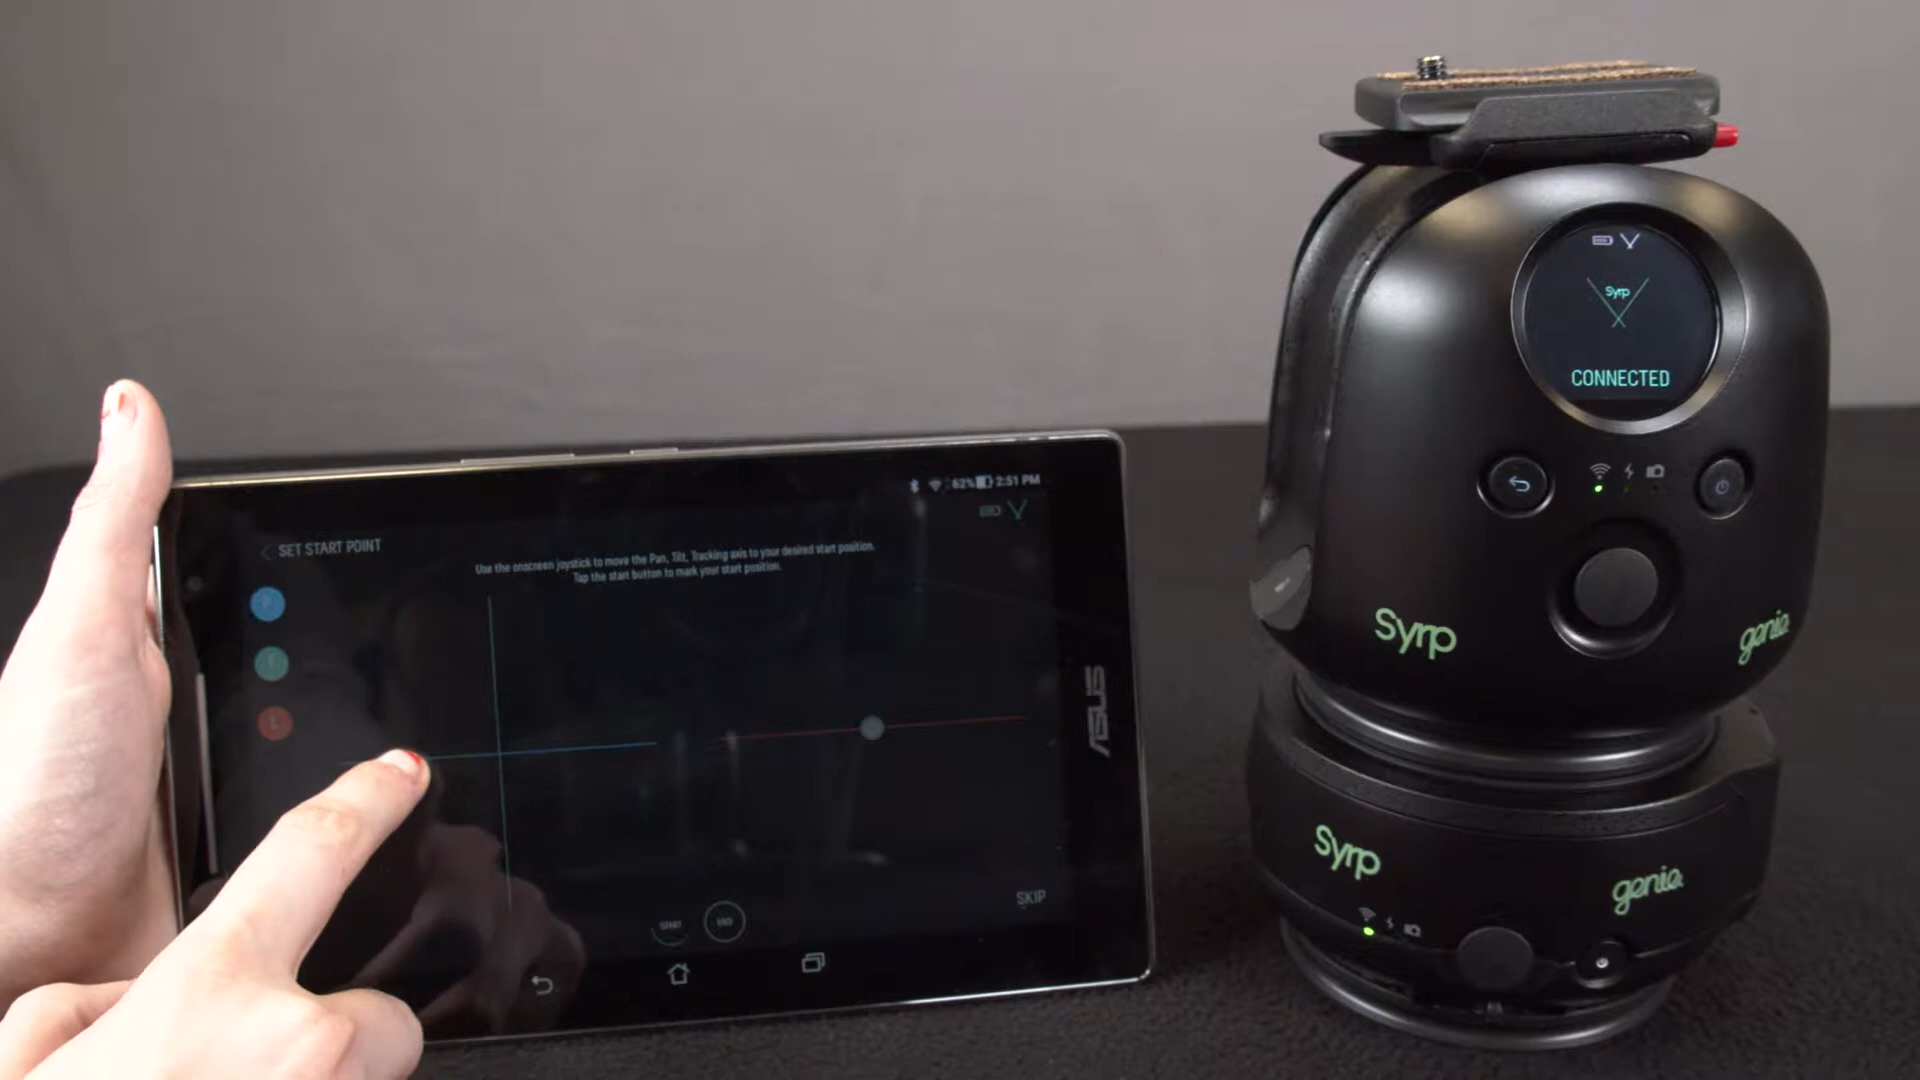 62% 2:51 PM
SET START POINT
Use the onscreen joystick to move the Pan, Tilt, Tracking axis to your desired start position.
Tap the start button to mark your start position.
P
START
END
SKIP
ASUS
Syrp
CONNECTED
Syrp
genie
Syrp
genie